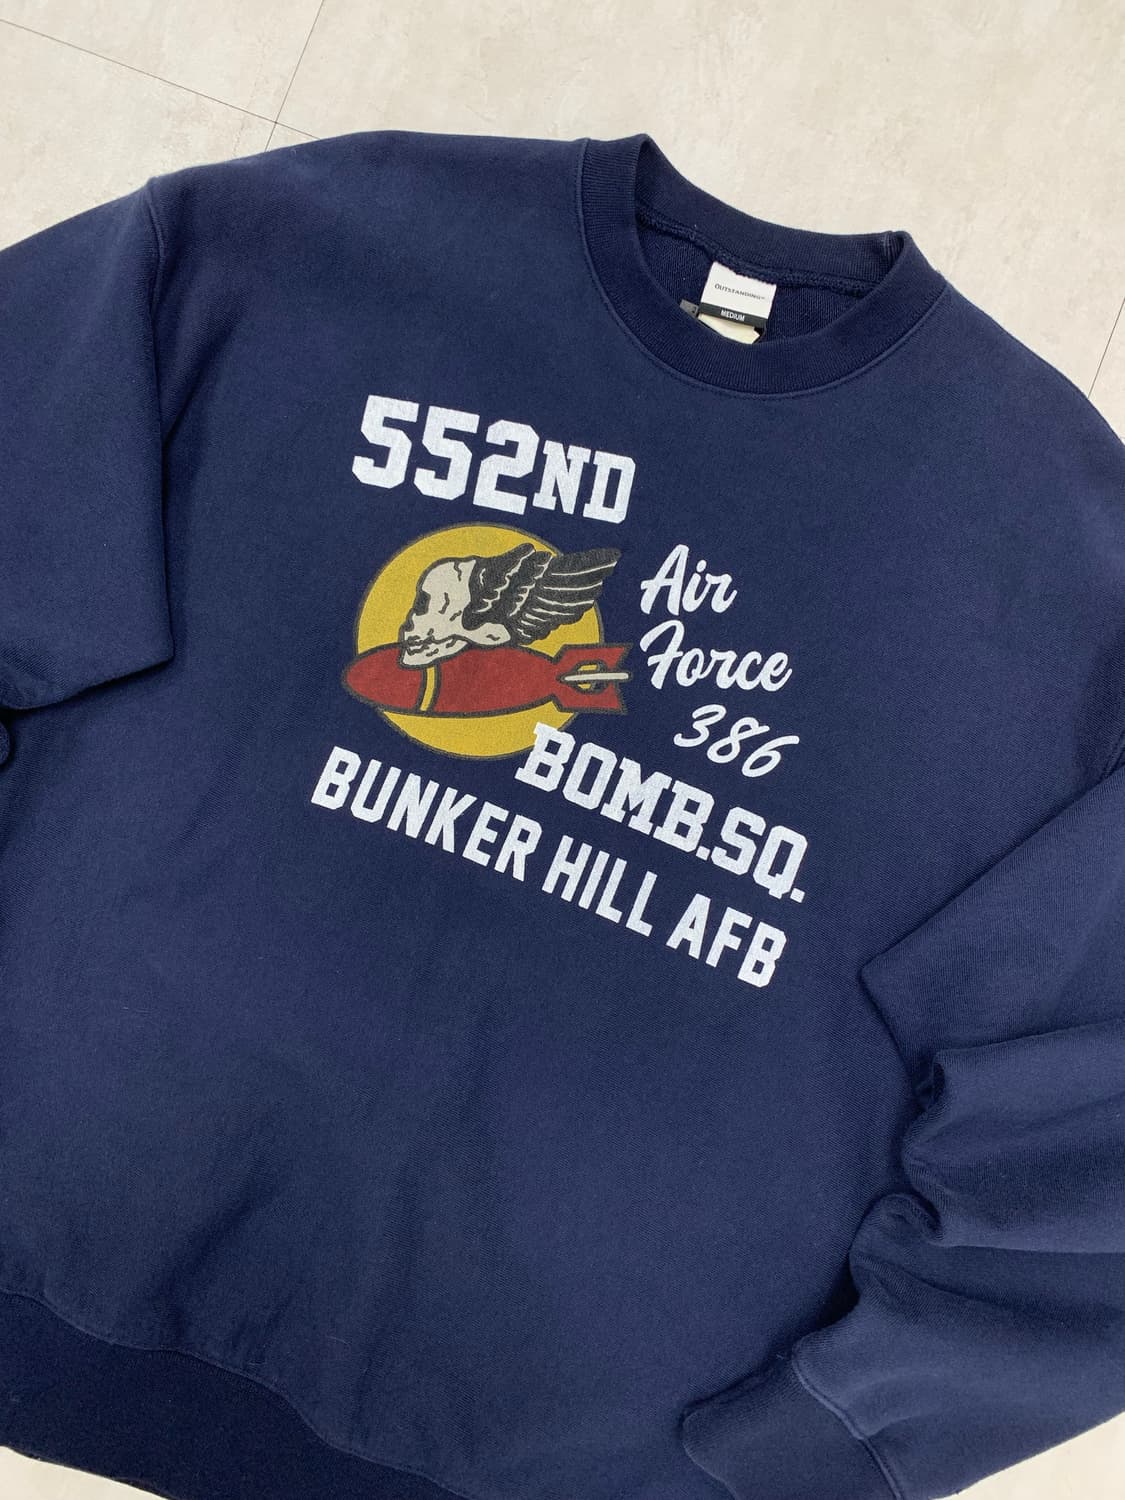 OUTSTANDING
MEDIUM
552ND
Air
Force
386
BOMB.SQ.
BUNKER HILL AFB